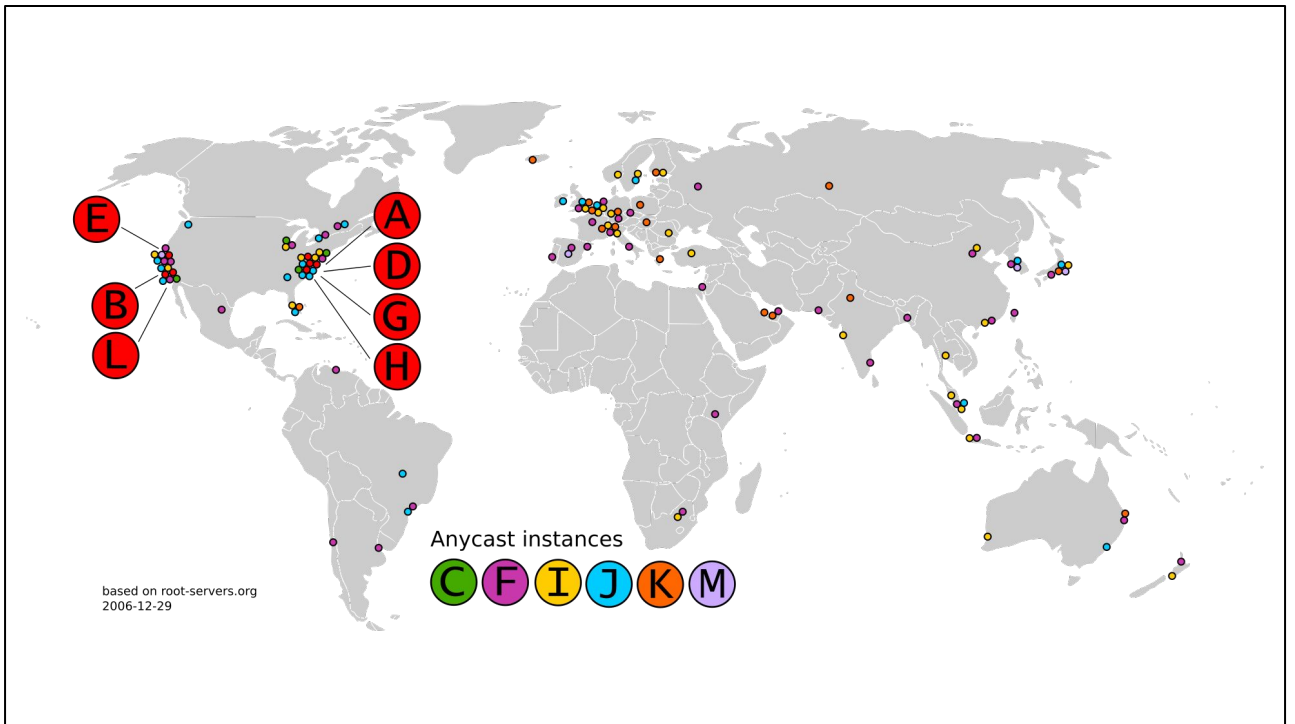 E
A
D
B
G
L
H
Anycast instances
C F I J K M
based on root-servers.org
2006-12-29